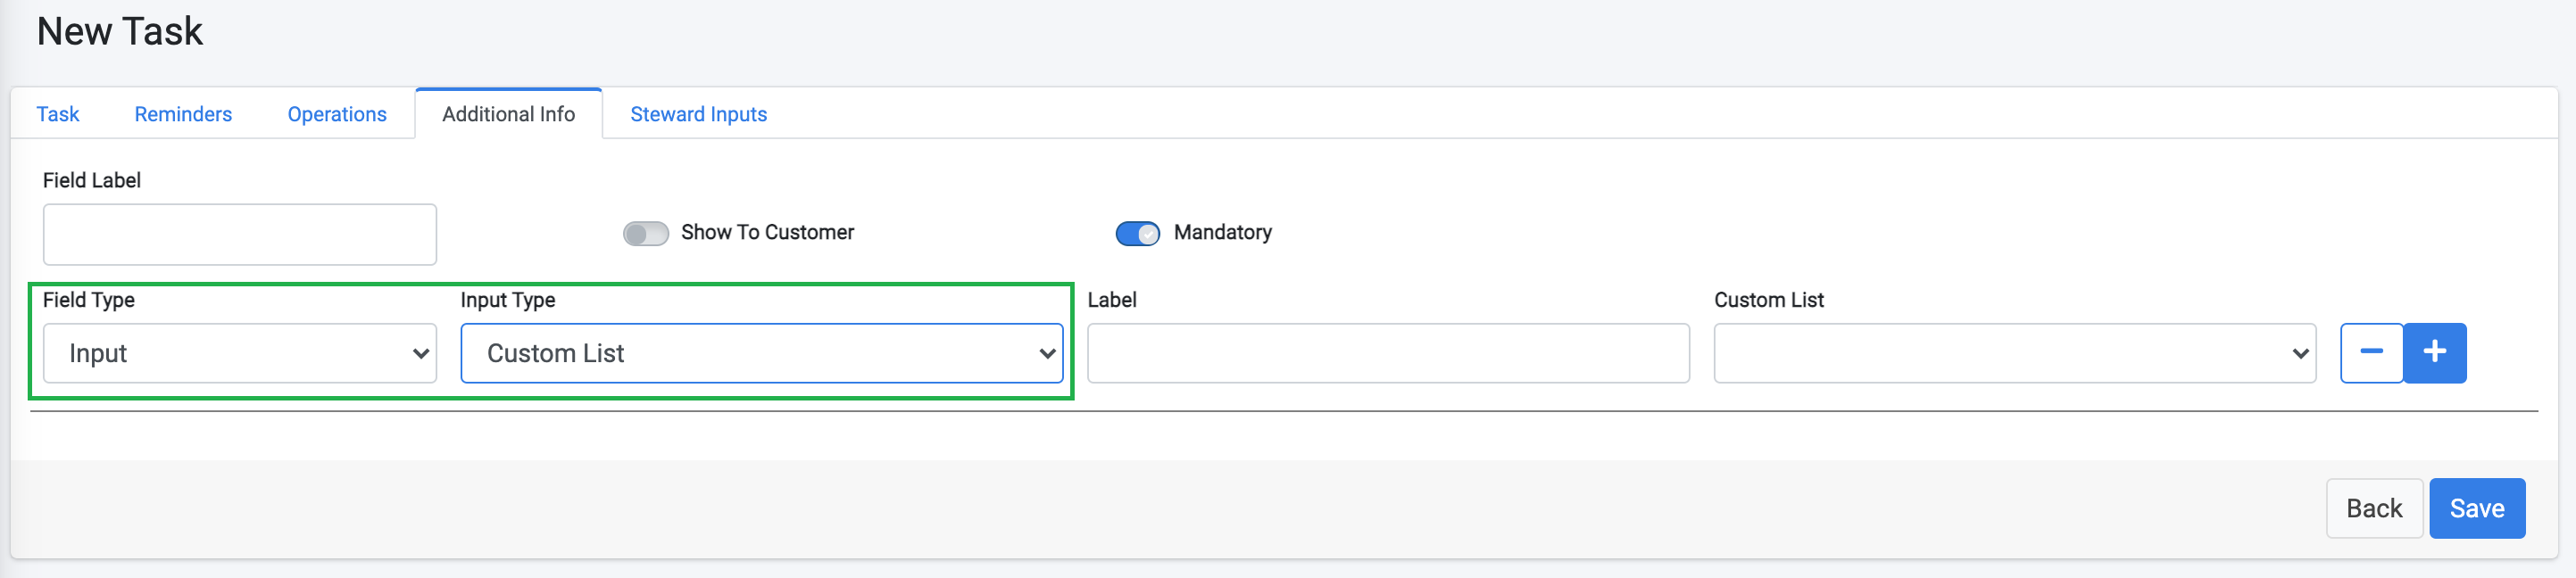 New Task
Task Reminders Operations Additional Info Steward Inputs
Field Label
Show To Customer Mandatory
Field Type Input Type Label Custom List
Input Custom List
Back Save